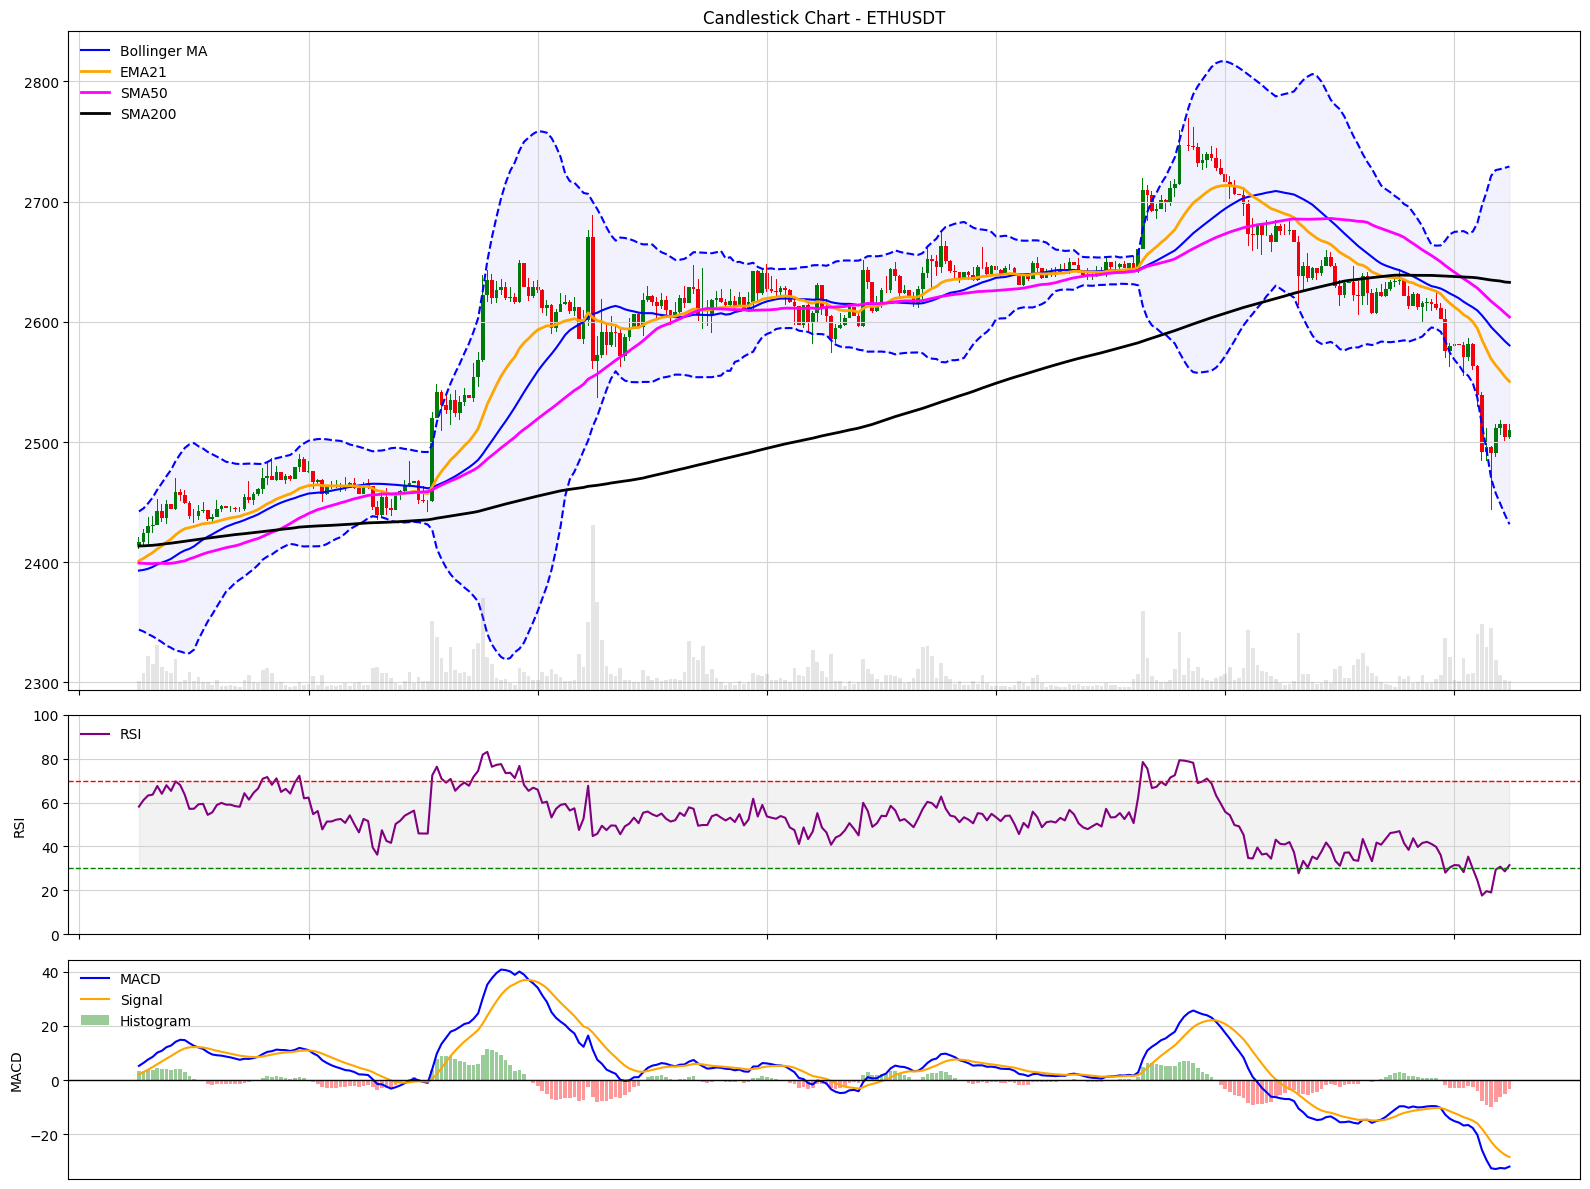 Candlestick Chart - ETHUSDT
Bollinger MA
EMA21
SMA50
SMA200
2800
2700
2600
2500
2400
2300
RSI
100
80
60
40
20
0
RSI
MACD
Signal
Histogram
40
20
0
−20
MACD